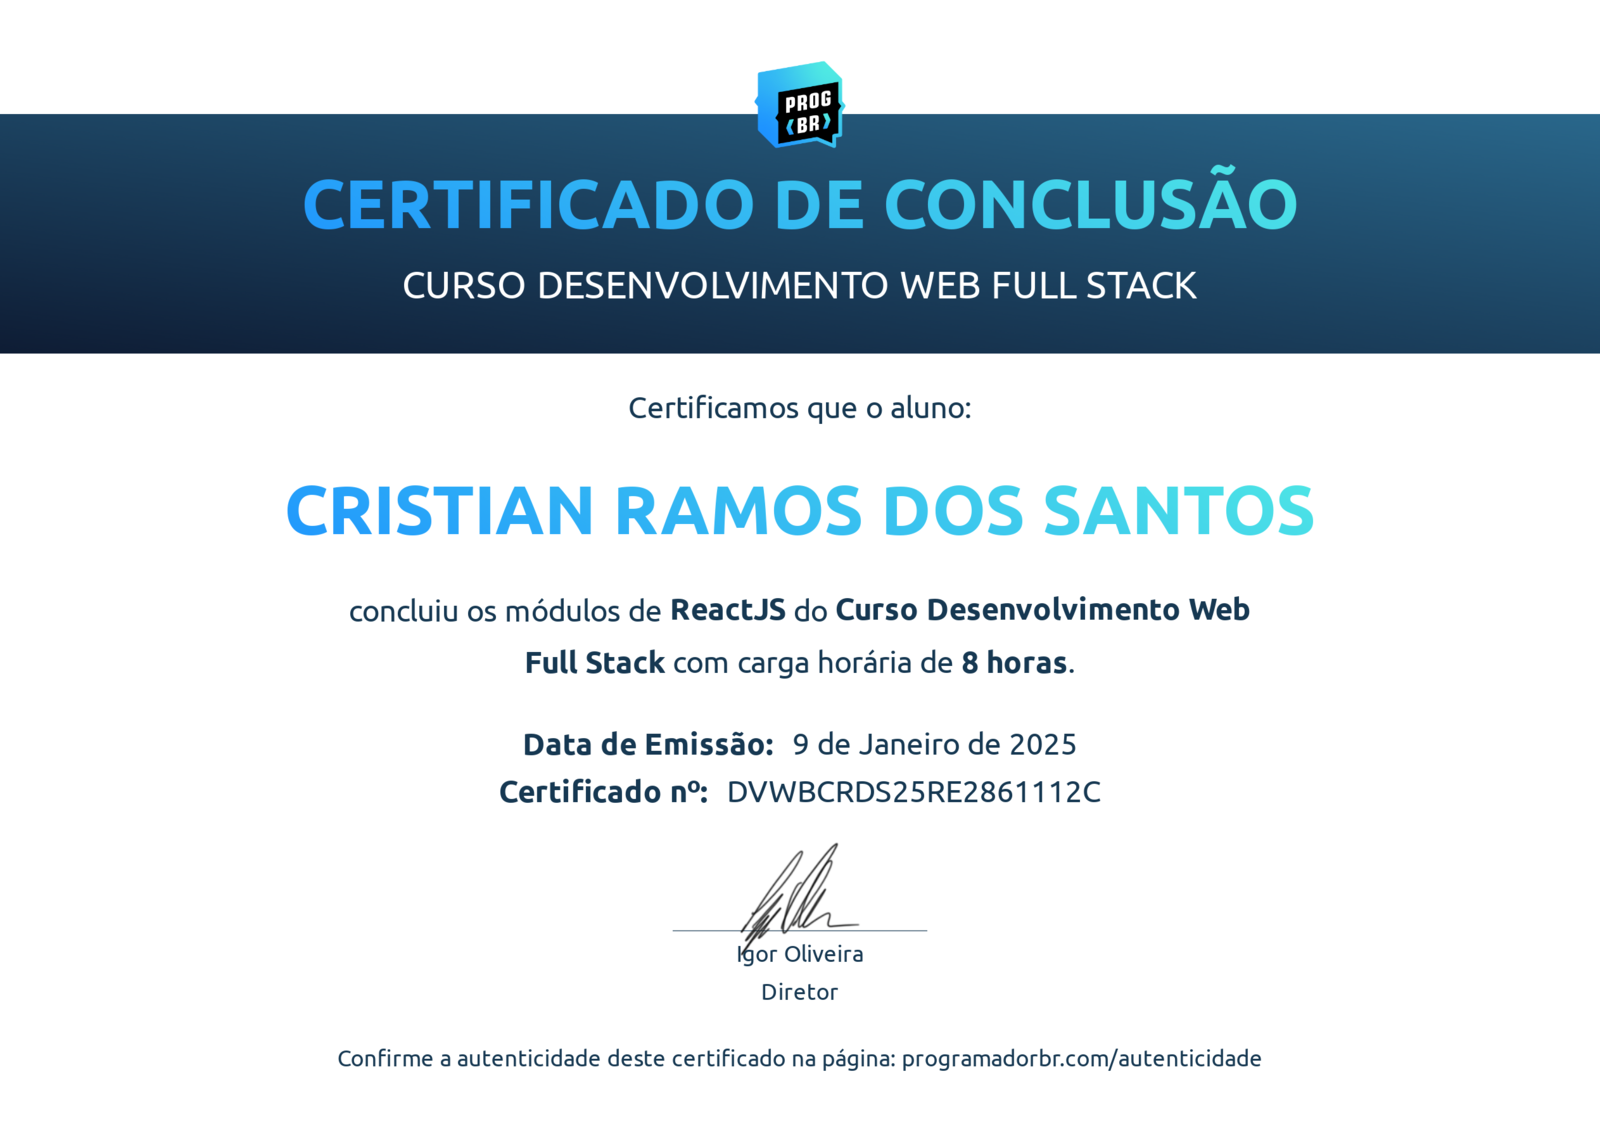 PROG
<BR>
CERTIFICADO DE CONCLUSÃO
CURSO DESENVOLVIMENTO WEB FULL STACK
Certificamos que o aluno:
CRISTIAN RAMOS DOS SANTOS
concluiu os módulos de ReactJS do Curso Desenvolvimento Web
Full Stack com carga horária de 8 horas.
Data de Emissão: 9 de Janeiro de 2025
Certificado nº: DVWBCRDS25RE2861112C
Igor Oliveira
Diretor
Confirme a autenticidade deste certificado na página: programadorbr.com/autenticidade